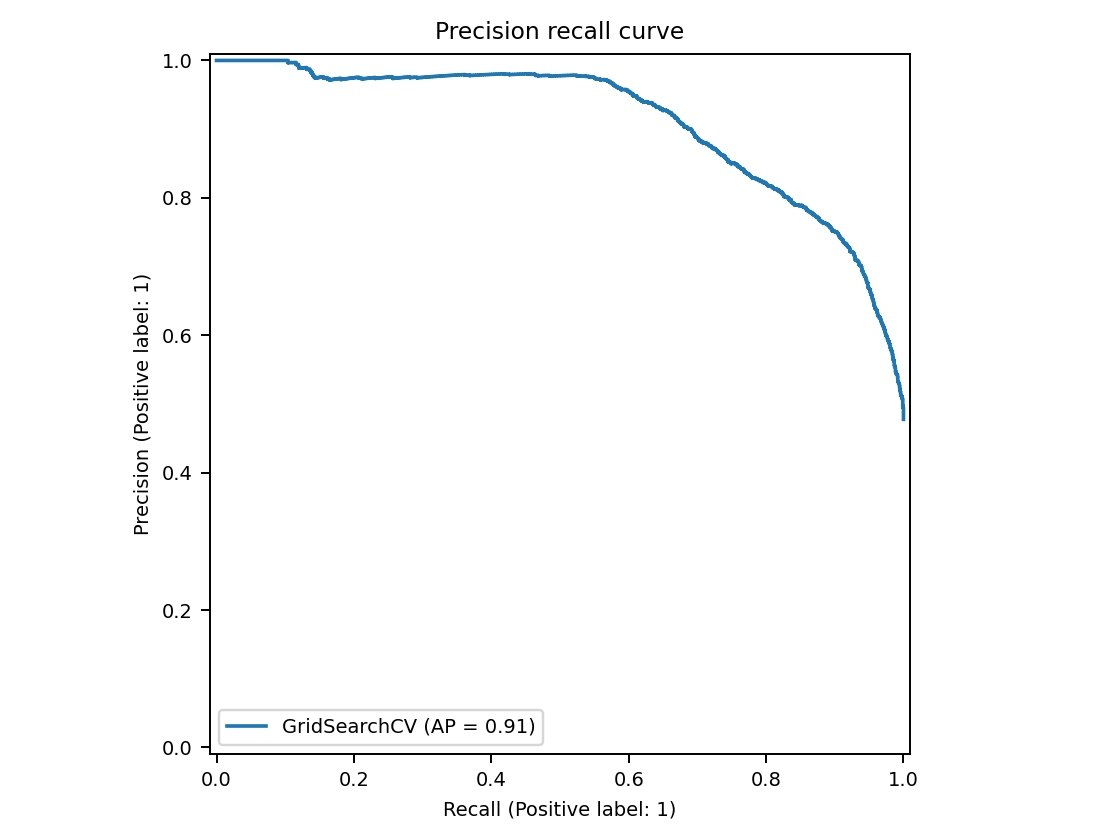 Precision recall curve
1.0
0.8
0.6
0.4
0.2
0.0
Precision (Positive label: 1)
GridSearchCV (AP = 0.91)
0.0 0.2 0.4 0.6 0.8 1.0
Recall (Positive label: 1)